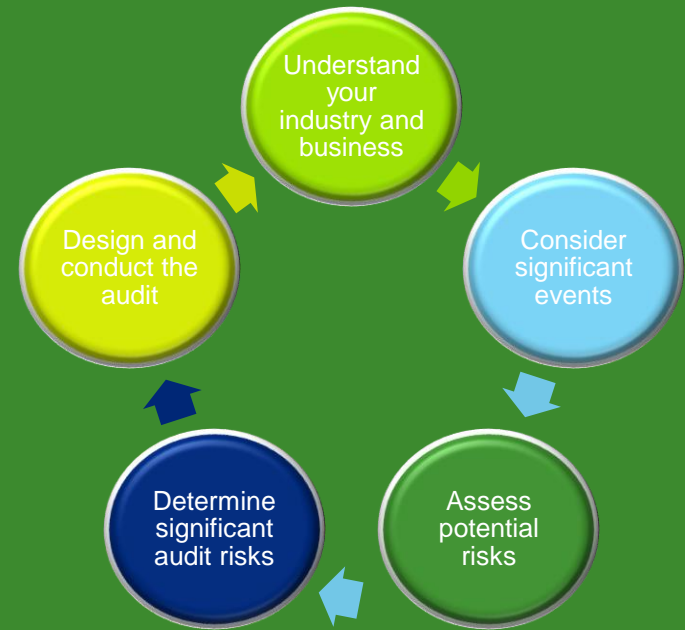 Understand
your
industry and
business
Consider
significant
events
Assess
potential
risks
Determine
significant
audit risks
Design and
conduct the
audit